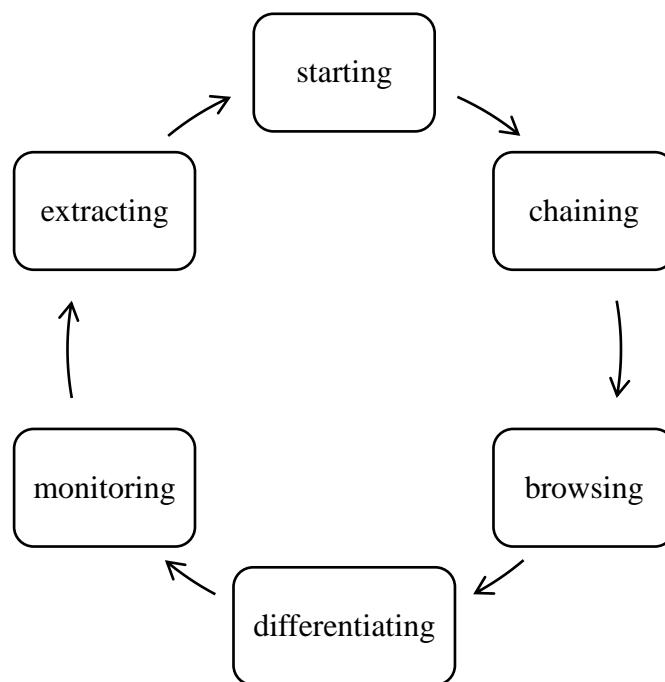 starting
chaining
browsing
differentiating
monitoring
extracting